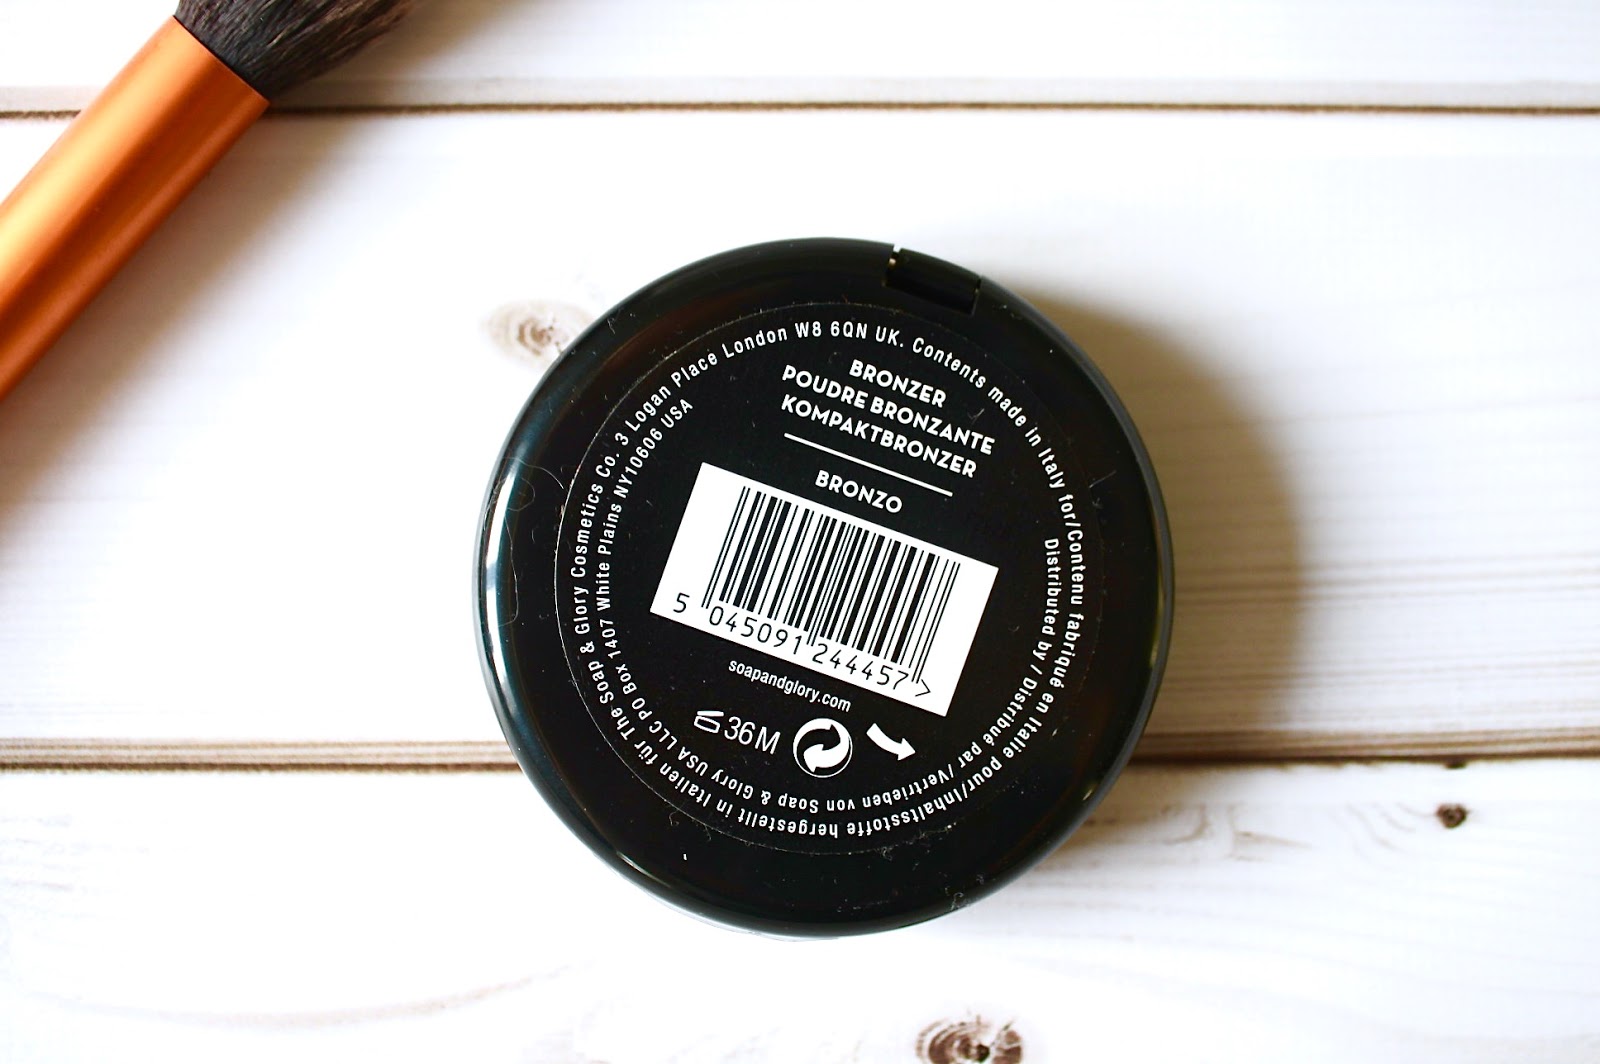 BRONZER
POUDRE BRONZANTE
KOMPAKTBRONZER
BRONZO
5 045091 244457 >
soapandglory.com
36M
Contents made in Italy for/Contenu fabriqué en Italie pour/Inhaltsstoffe hergestellt in Italien für The Soap & Glory Cosmetics Co. 3 Logan Place London W8 6QN UK.
Distributed by / Distribué par /Vertrieben von Soap & Glory USA LLC PO Box 1407 White Plains NY10606 USA